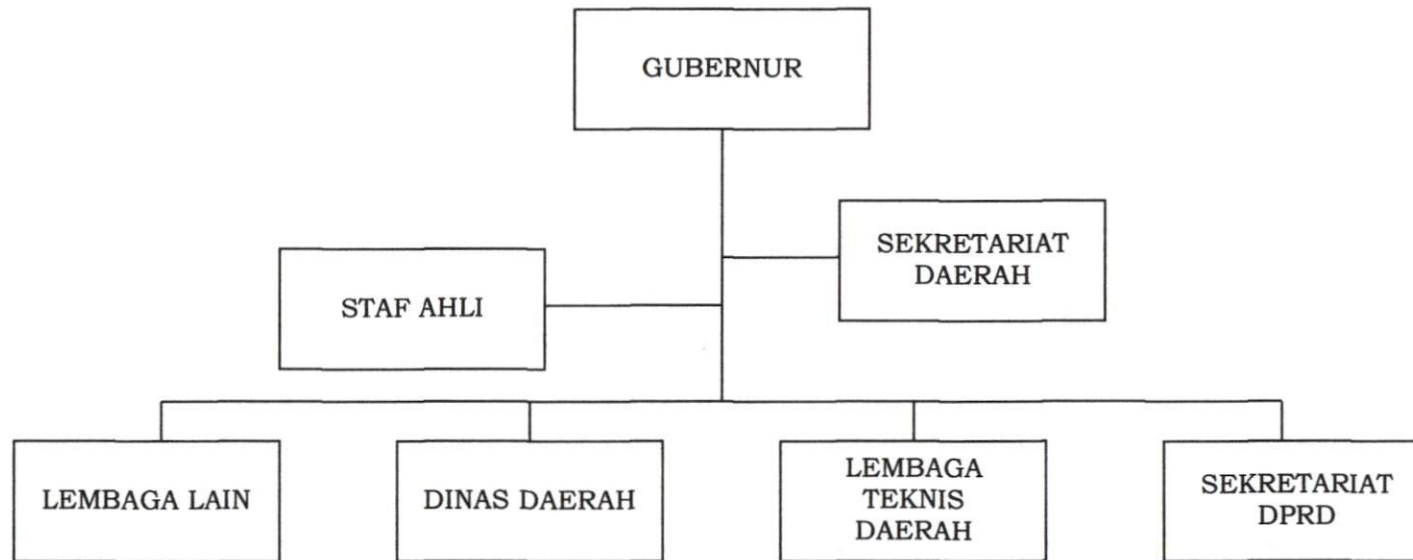 GUBERNUR
SEKRETARIAT
DAERAH
STAF AHLI
LEMBAGA LAIN
DINAS DAERAH
LEMBAGA
TEKNIS
DAERAH
SEKRETARIAT
DPRD